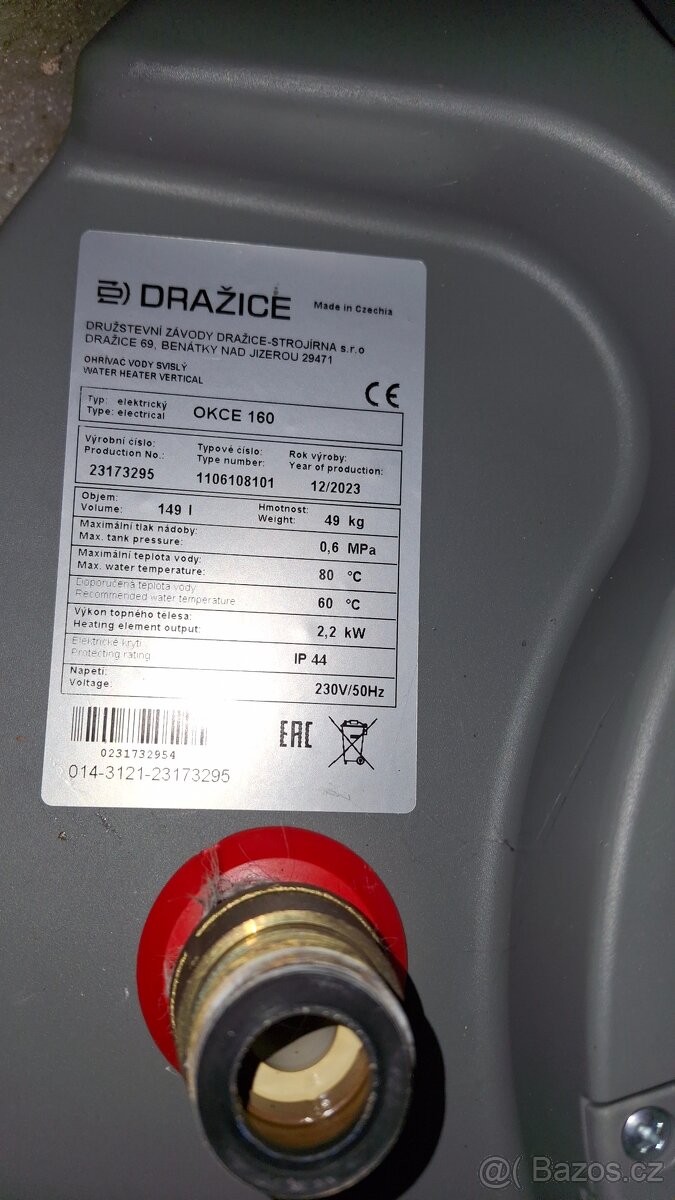 DRAŽICE Made in Czechia
DRUŽSTEVNÍ ZÁVODY DRAŽICE-STROJÍRNA s.r.o
DRAŽICE 69, BENÁTKY NAD JIZEROU 29471
OHŘÍVAČ VODY SVISLÝ
WATER HEATER VERTICAL
CE
Typ: elektrický
Type: electrical OKCE 160
Výrobní číslo: Typové číslo: Rok výroby:
Production No.: Type number: Year of production:
23173295 1106108101 12/2023
Objem: Hmotnost:
Volume: 149 l Weight: 49 kg
Maximální tlak nádoby:
Max. tank pressure: 0,6 MPa
Maximální teplota vody:
Max. water temperature: 80 °C
Doporučená teplota vody
Recommended water temperature 60 °C
Výkon topného telesa:
Heating element output: 2,2 kW
Elektrické krytí
Protecting rating IP 44
Napetí:
Voltage: 230V/50Hz
EAC
0231732954
014-3121-23173295
@ Bazos.cz